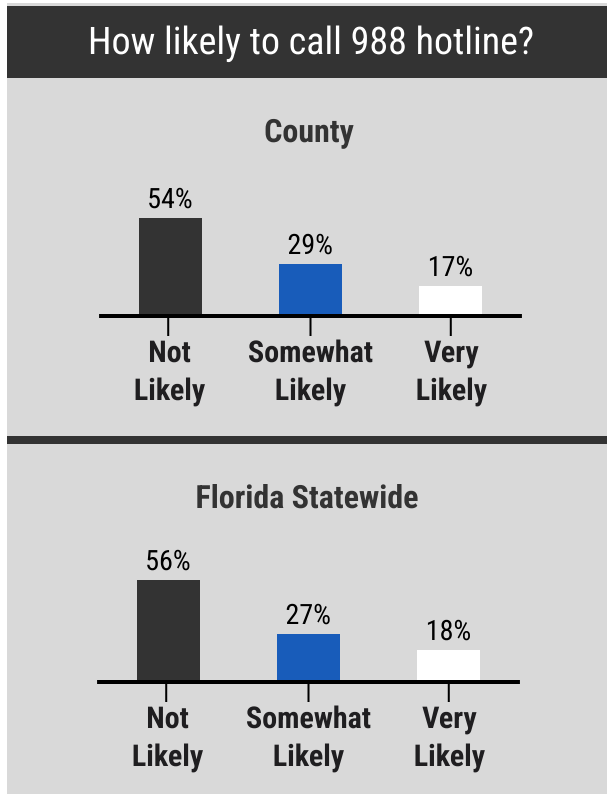 How likely to call 988 hotline?
County
54%
29%
17%
Not
Likely
Somewhat
Likely
Very
Likely
Florida Statewide
56%
27%
18%
Not
Likely
Somewhat
Likely
Very
Likely